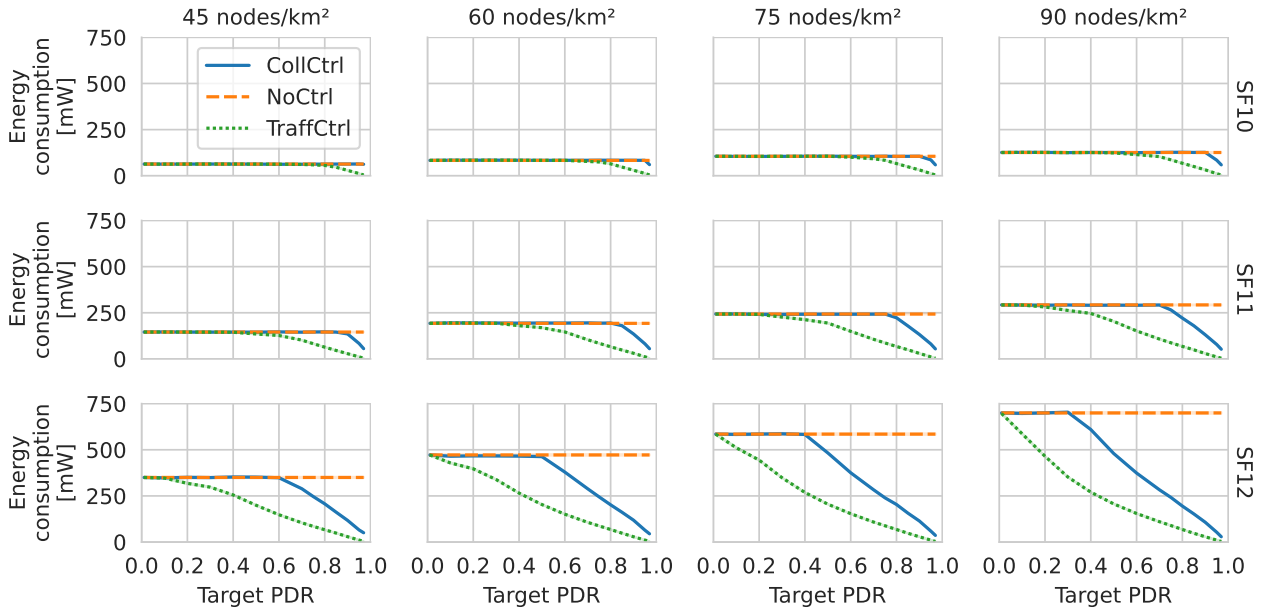 45 nodes/km²
60 nodes/km²
75 nodes/km²
90 nodes/km²
Energy
consumption
[mW]
750
500
250
0
CollCtrl
NoCtrl
TraffCtrl
SF10
Energy
consumption
[mW]
750
500
250
0
SF11
Energy
consumption
[mW]
750
500
250
0
SF12
0.0 0.2 0.4 0.6 0.8 1.0
0.0 0.2 0.4 0.6 0.8 1.0
0.0 0.2 0.4 0.6 0.8 1.0
0.0 0.2 0.4 0.6 0.8 1.0
Target PDR
Target PDR
Target PDR
Target PDR